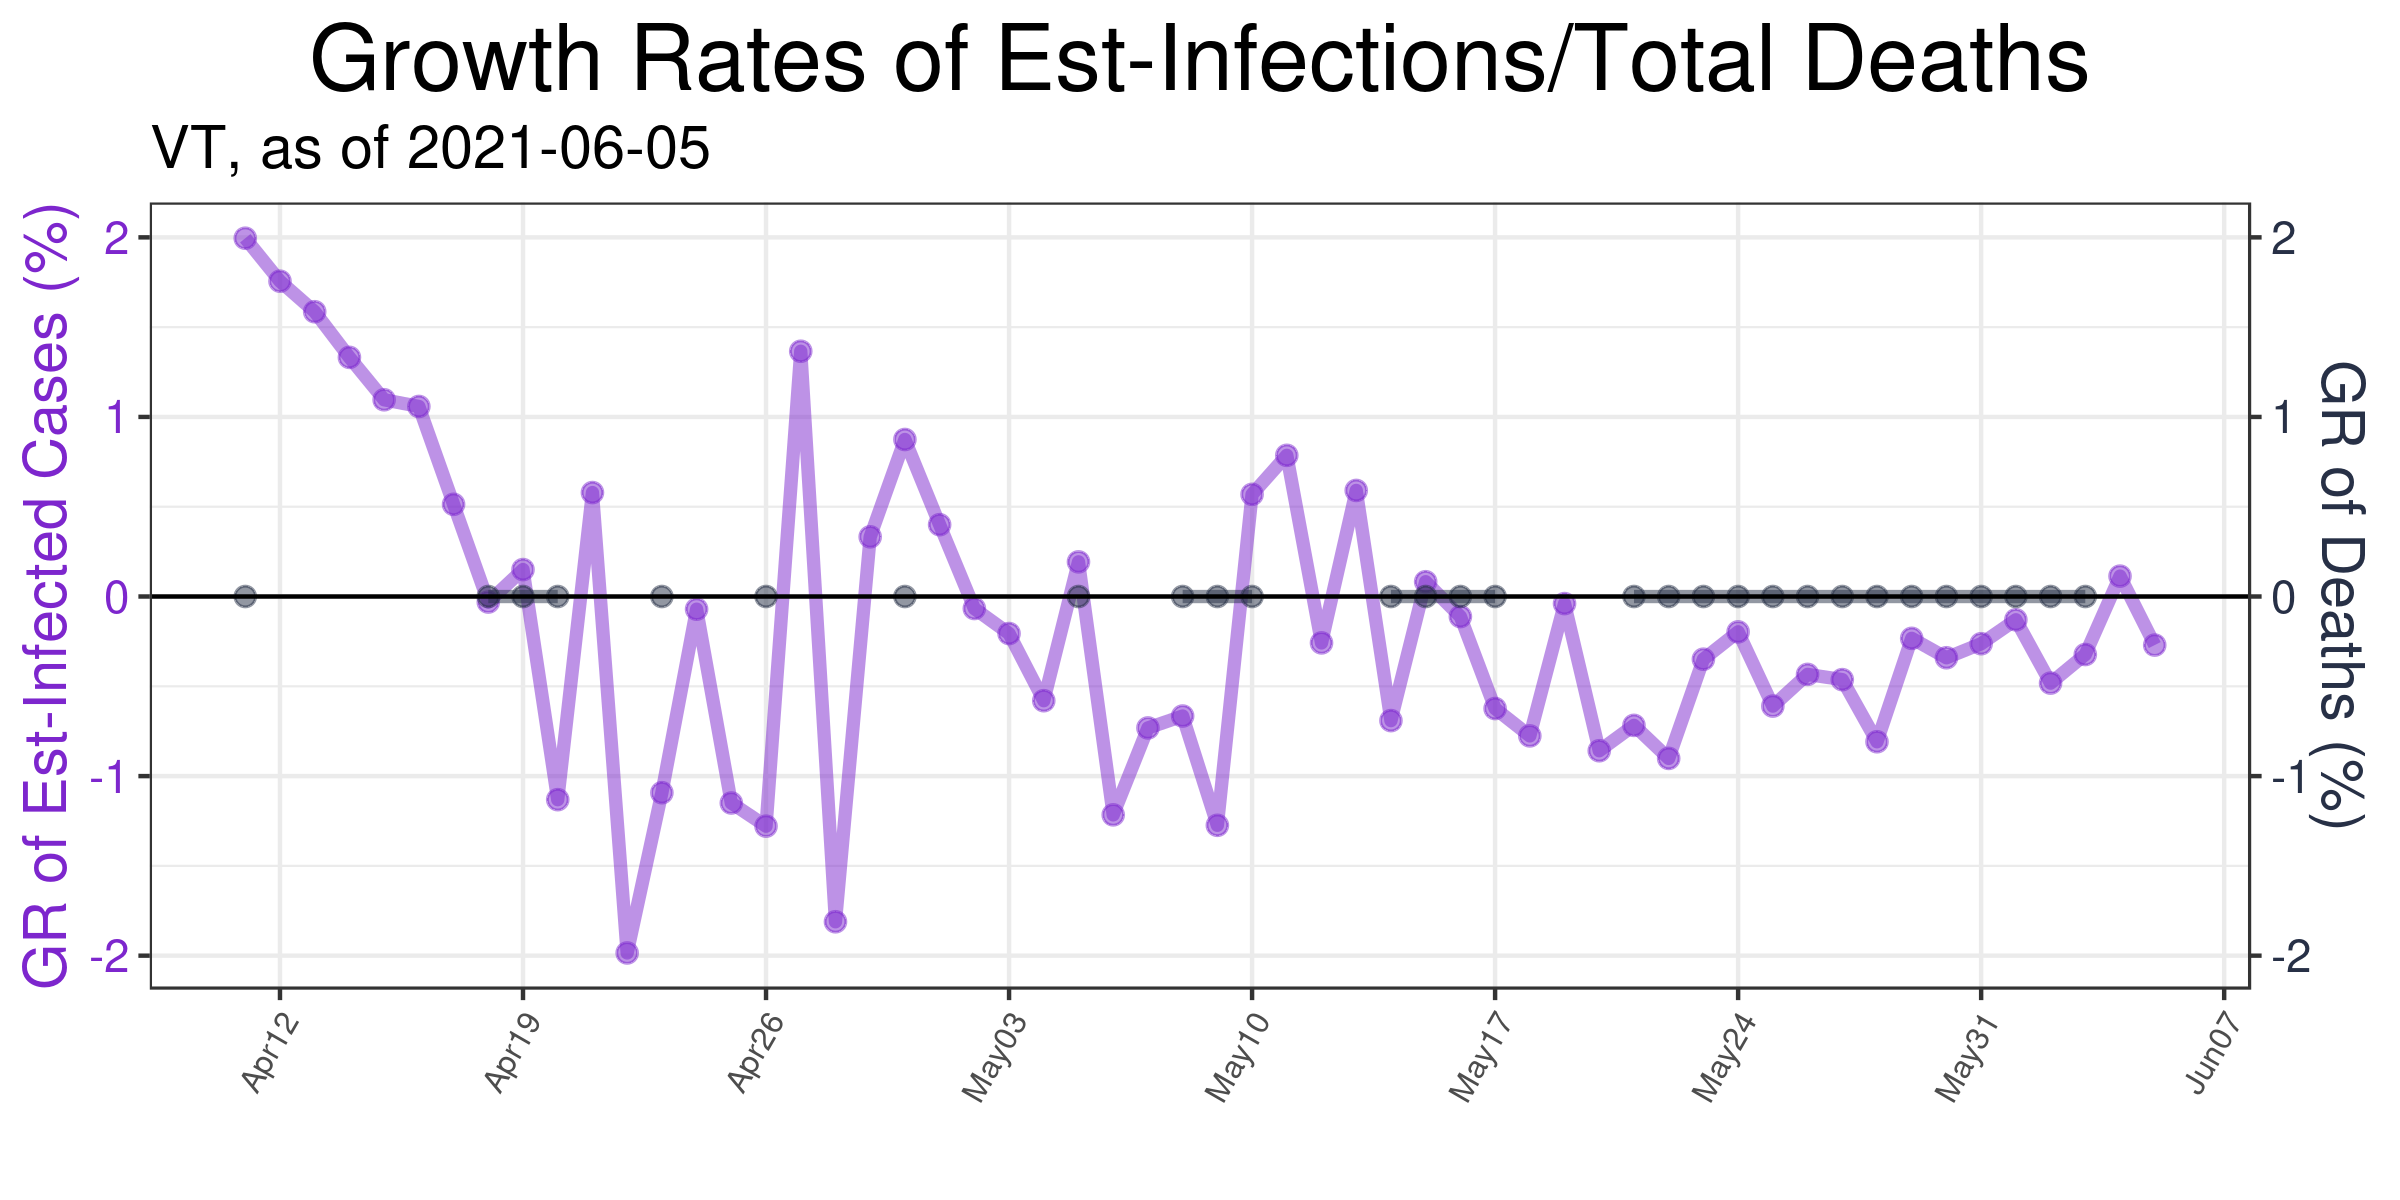 Growth Rates of Est-Infections/Total Deaths
VT, as of 2021-06-05
GR of Est-Infected Cases (%)
2
1
0
-1
-2
2
1
0
-1
-2
GR of Deaths (%)
Apr12
Apr19
Apr26
May03
May10
May17
May24
May31
Jun07